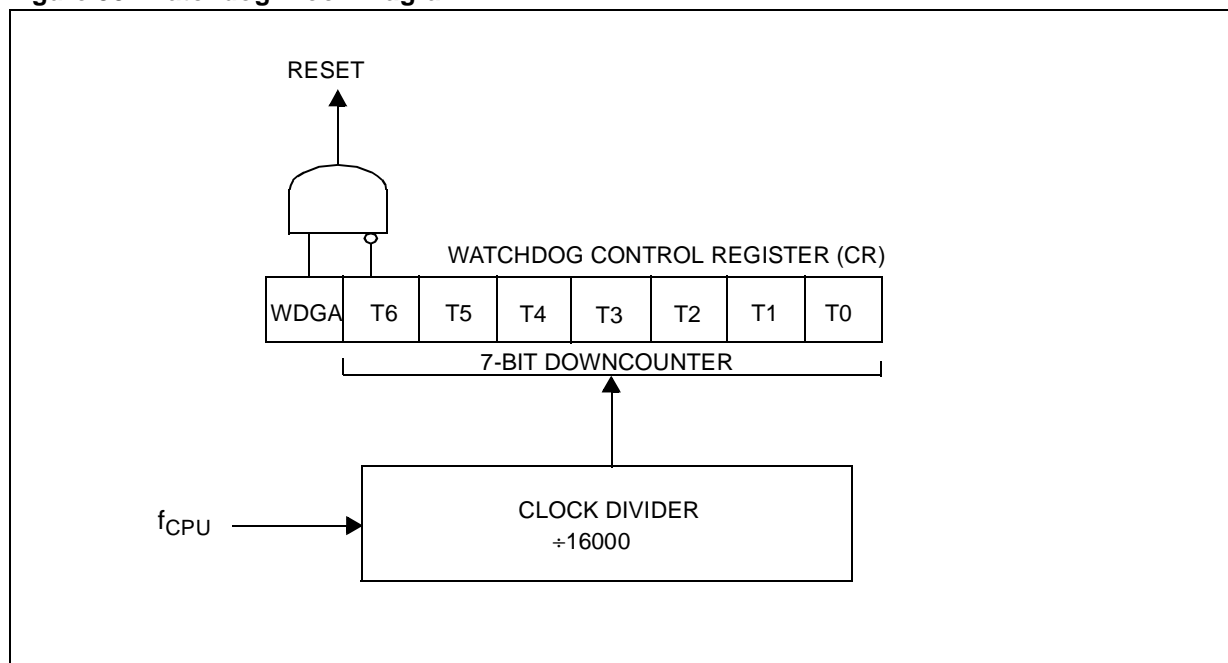 RESET
WATCHDOG CONTROL REGISTER (CR)
WDGA T6 T5 T4 T3 T2 T1 T0
7-BIT DOWNCOUNTER
fCPU
CLOCK DIVIDER
÷16000